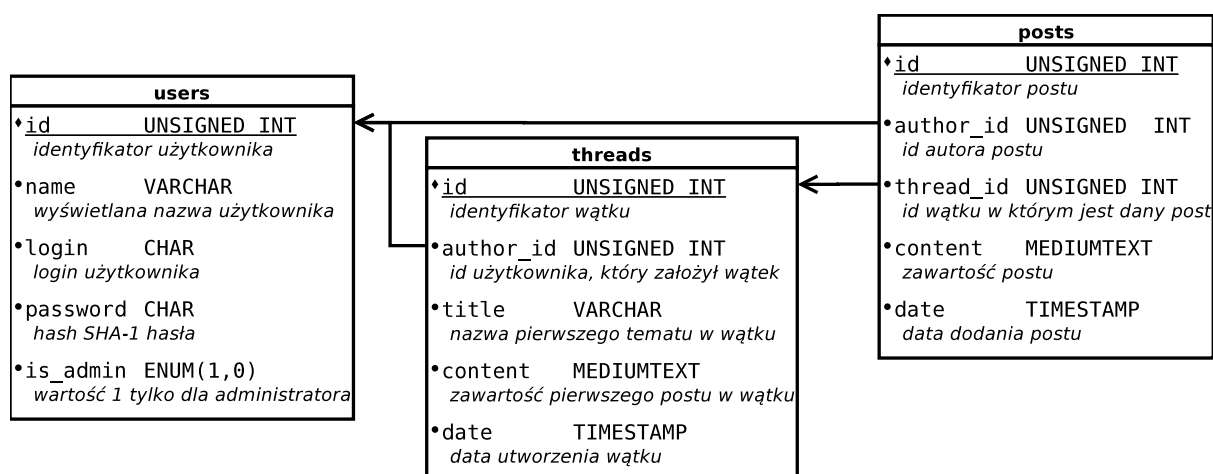 users
id UNSIGNED INT
identyfikator użytkownika
name VARCHAR
wyświetlana nazwa użytkownika
login CHAR
login użytkownika
password CHAR
hash SHA-1 hasła
is_admin ENUM(1,0)
wartość 1 tylko dla administratora
threads
id UNSIGNED INT
identyfikator wątku
author_id UNSIGNED INT
id użytkownika, który założył wątek
title VARCHAR
nazwa pierwszego tematu w wątku
content MEDIUMTEXT
zawartość pierwszego postu w wątku
date TIMESTAMP
data utworzenia wątku
posts
id UNSIGNED INT
identyfikator postu
author_id UNSIGNED INT
id autora postu
thread_id UNSIGNED INT
id wątku w którym jest dany post
content MEDIUMTEXT
zawartość postu
date TIMESTAMP
data dodania postu